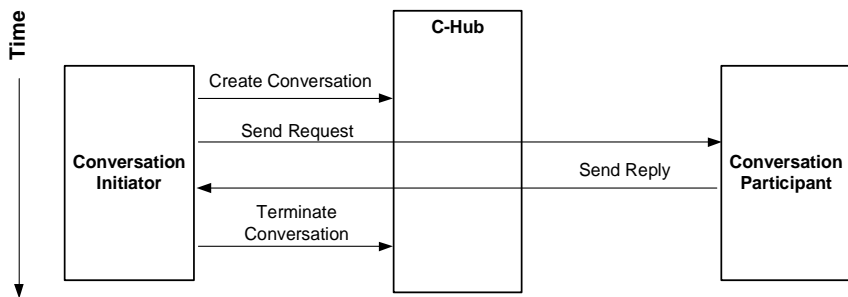 Time
C-Hub
Create Conversation
Send Request
Conversation
Initiator
Send Reply
Conversation
Participant
Terminate
Conversation